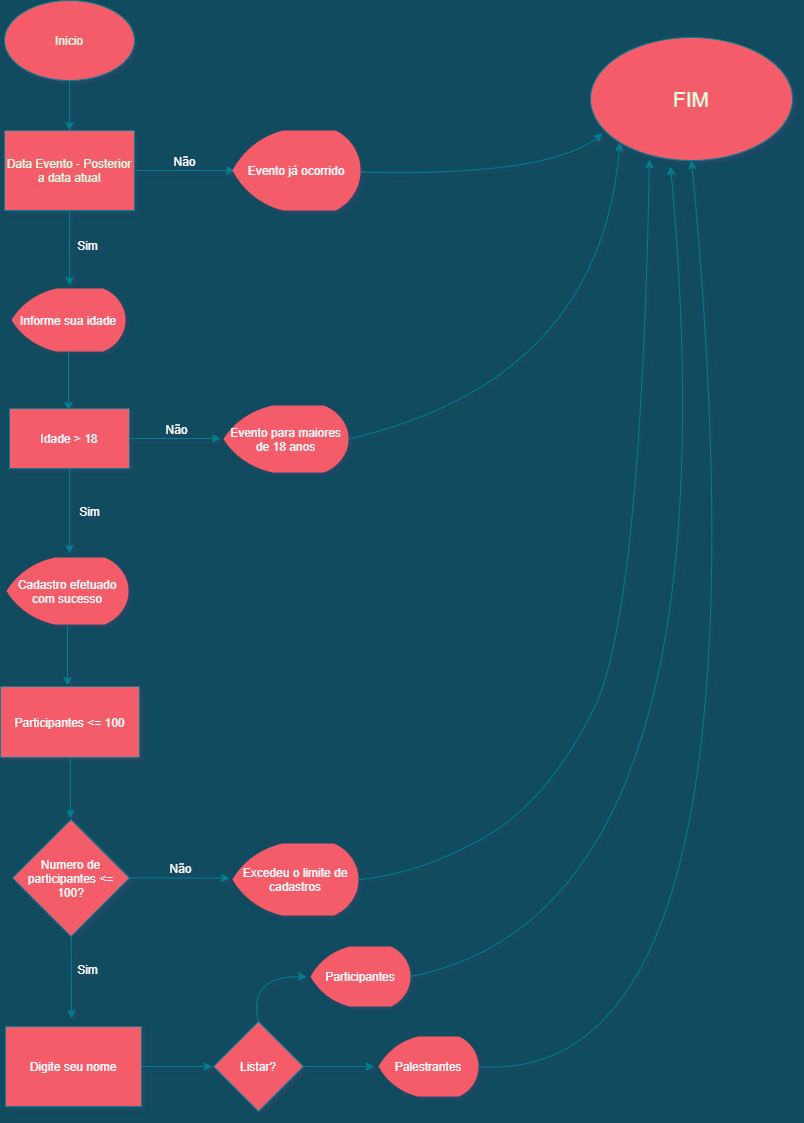 Início
FIM
Data Evento - Posterior
a data atual
Não
Evento já ocorrido
Sim
Informe sua idade
Idade > 18
Não
Evento para maiores
de 18 anos
Sim
Cadastro efetuado
com sucesso
Participantes <= 100
Numero de
participantes <=
100?
Não
Excedeu o limite de
cadastros
Sim
Participantes
Digite seu nome
Listar?
Palestrantes